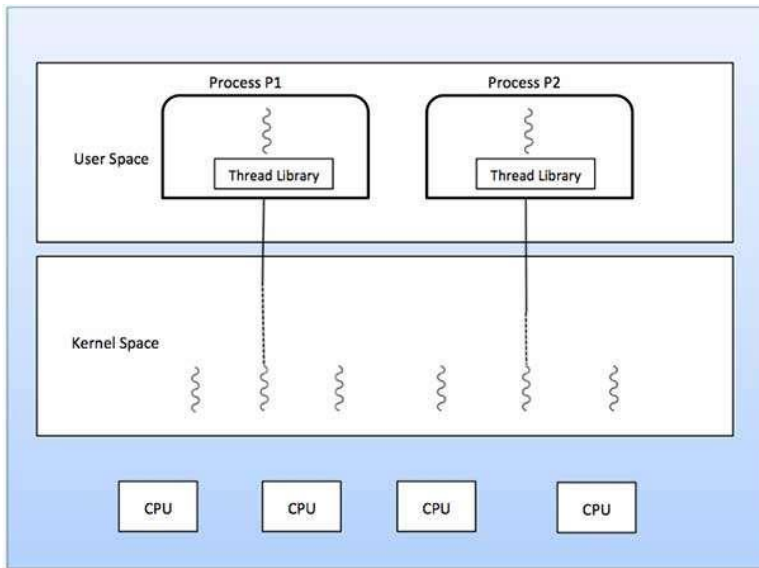 Process P1
Process P2
User Space
Thread Library
Thread Library
Kernel Space
CPU
CPU
CPU
CPU